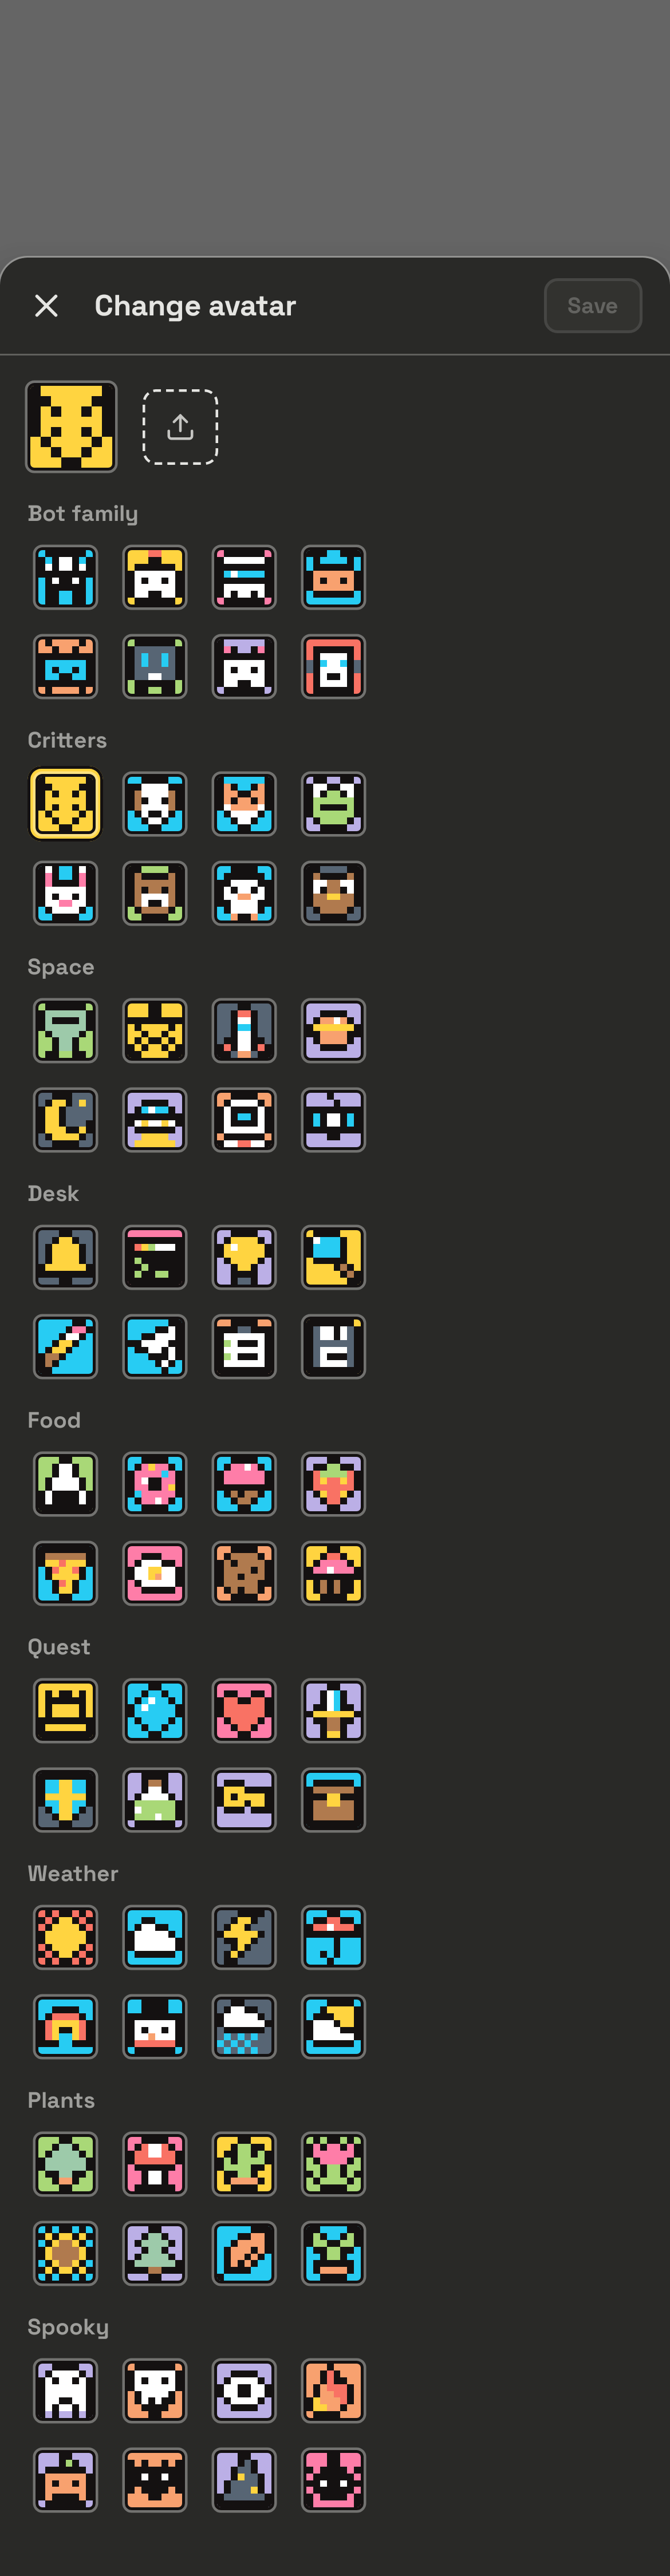 Change avatar
Save
Bot family
Critters
Space
Desk
Food
Quest
Weather
Plants
Spooky